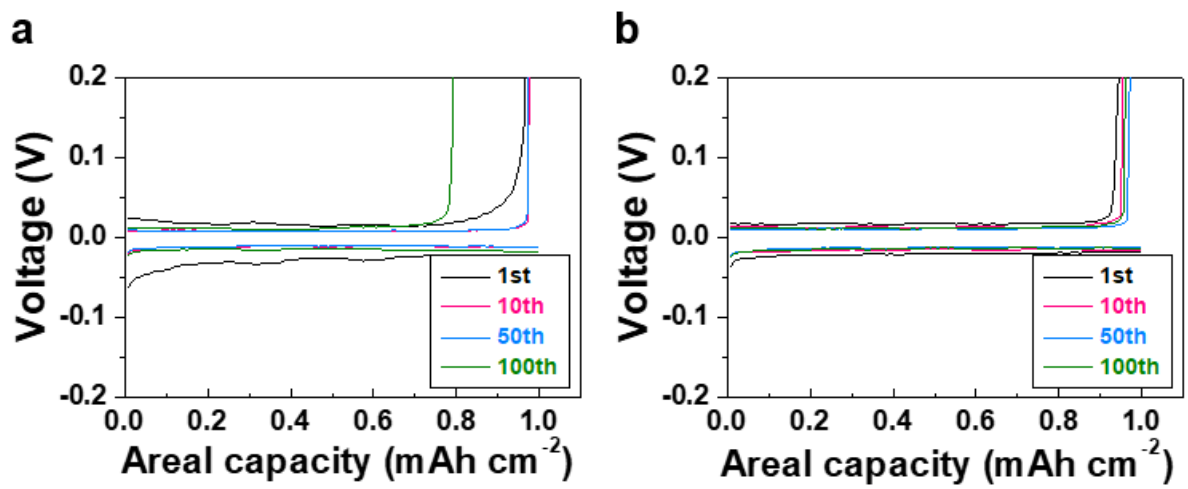 a
0.2
0.1
0.0
-0.1
-0.2
Voltage (V)
1st
10th
50th
100th
0.0 0.2 0.4 0.6 0.8 1.0
Areal capacity (mAh cm⁻²)
b
0.2
0.1
0.0
-0.1
-0.2
Voltage (V)
1st
10th
50th
100th
0.0 0.2 0.4 0.6 0.8 1.0
Areal capacity (mAh cm⁻²)